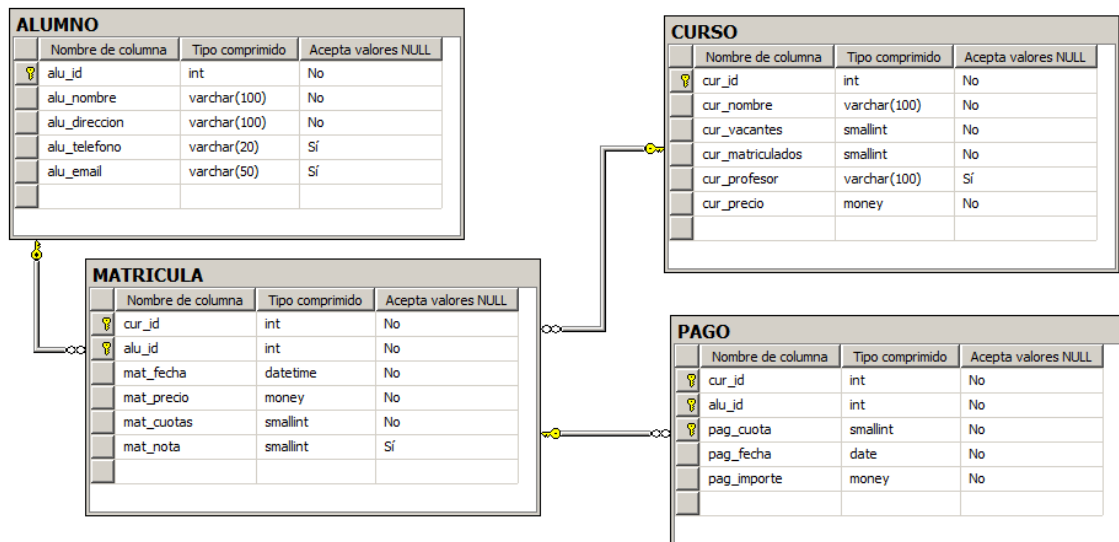 ALUMNO
Nombre de columna Tipo comprimido Acepta valores NULL
alu_id int No
alu_nombre varchar(100) No
alu_direccion varchar(100) No
alu_telefono varchar(20) Sí
alu_email varchar(50) Sí
CURSO
Nombre de columna Tipo comprimido Acepta valores NULL
cur_id int No
cur_nombre varchar(100) No
cur_vacantes smallint No
cur_matriculados smallint No
cur_profesor varchar(100) Sí
cur_precio money No
MATRICULA
Nombre de columna Tipo comprimido Acepta valores NULL
cur_id int No
alu_id int No
mat_fecha datetime No
mat_precio money No
mat_cuotas smallint No
mat_nota smallint Sí
PAGO
Nombre de columna Tipo comprimido Acepta valores NULL
cur_id int No
alu_id int No
pag_cuota smallint No
pag_fecha date No
pag_importe money No